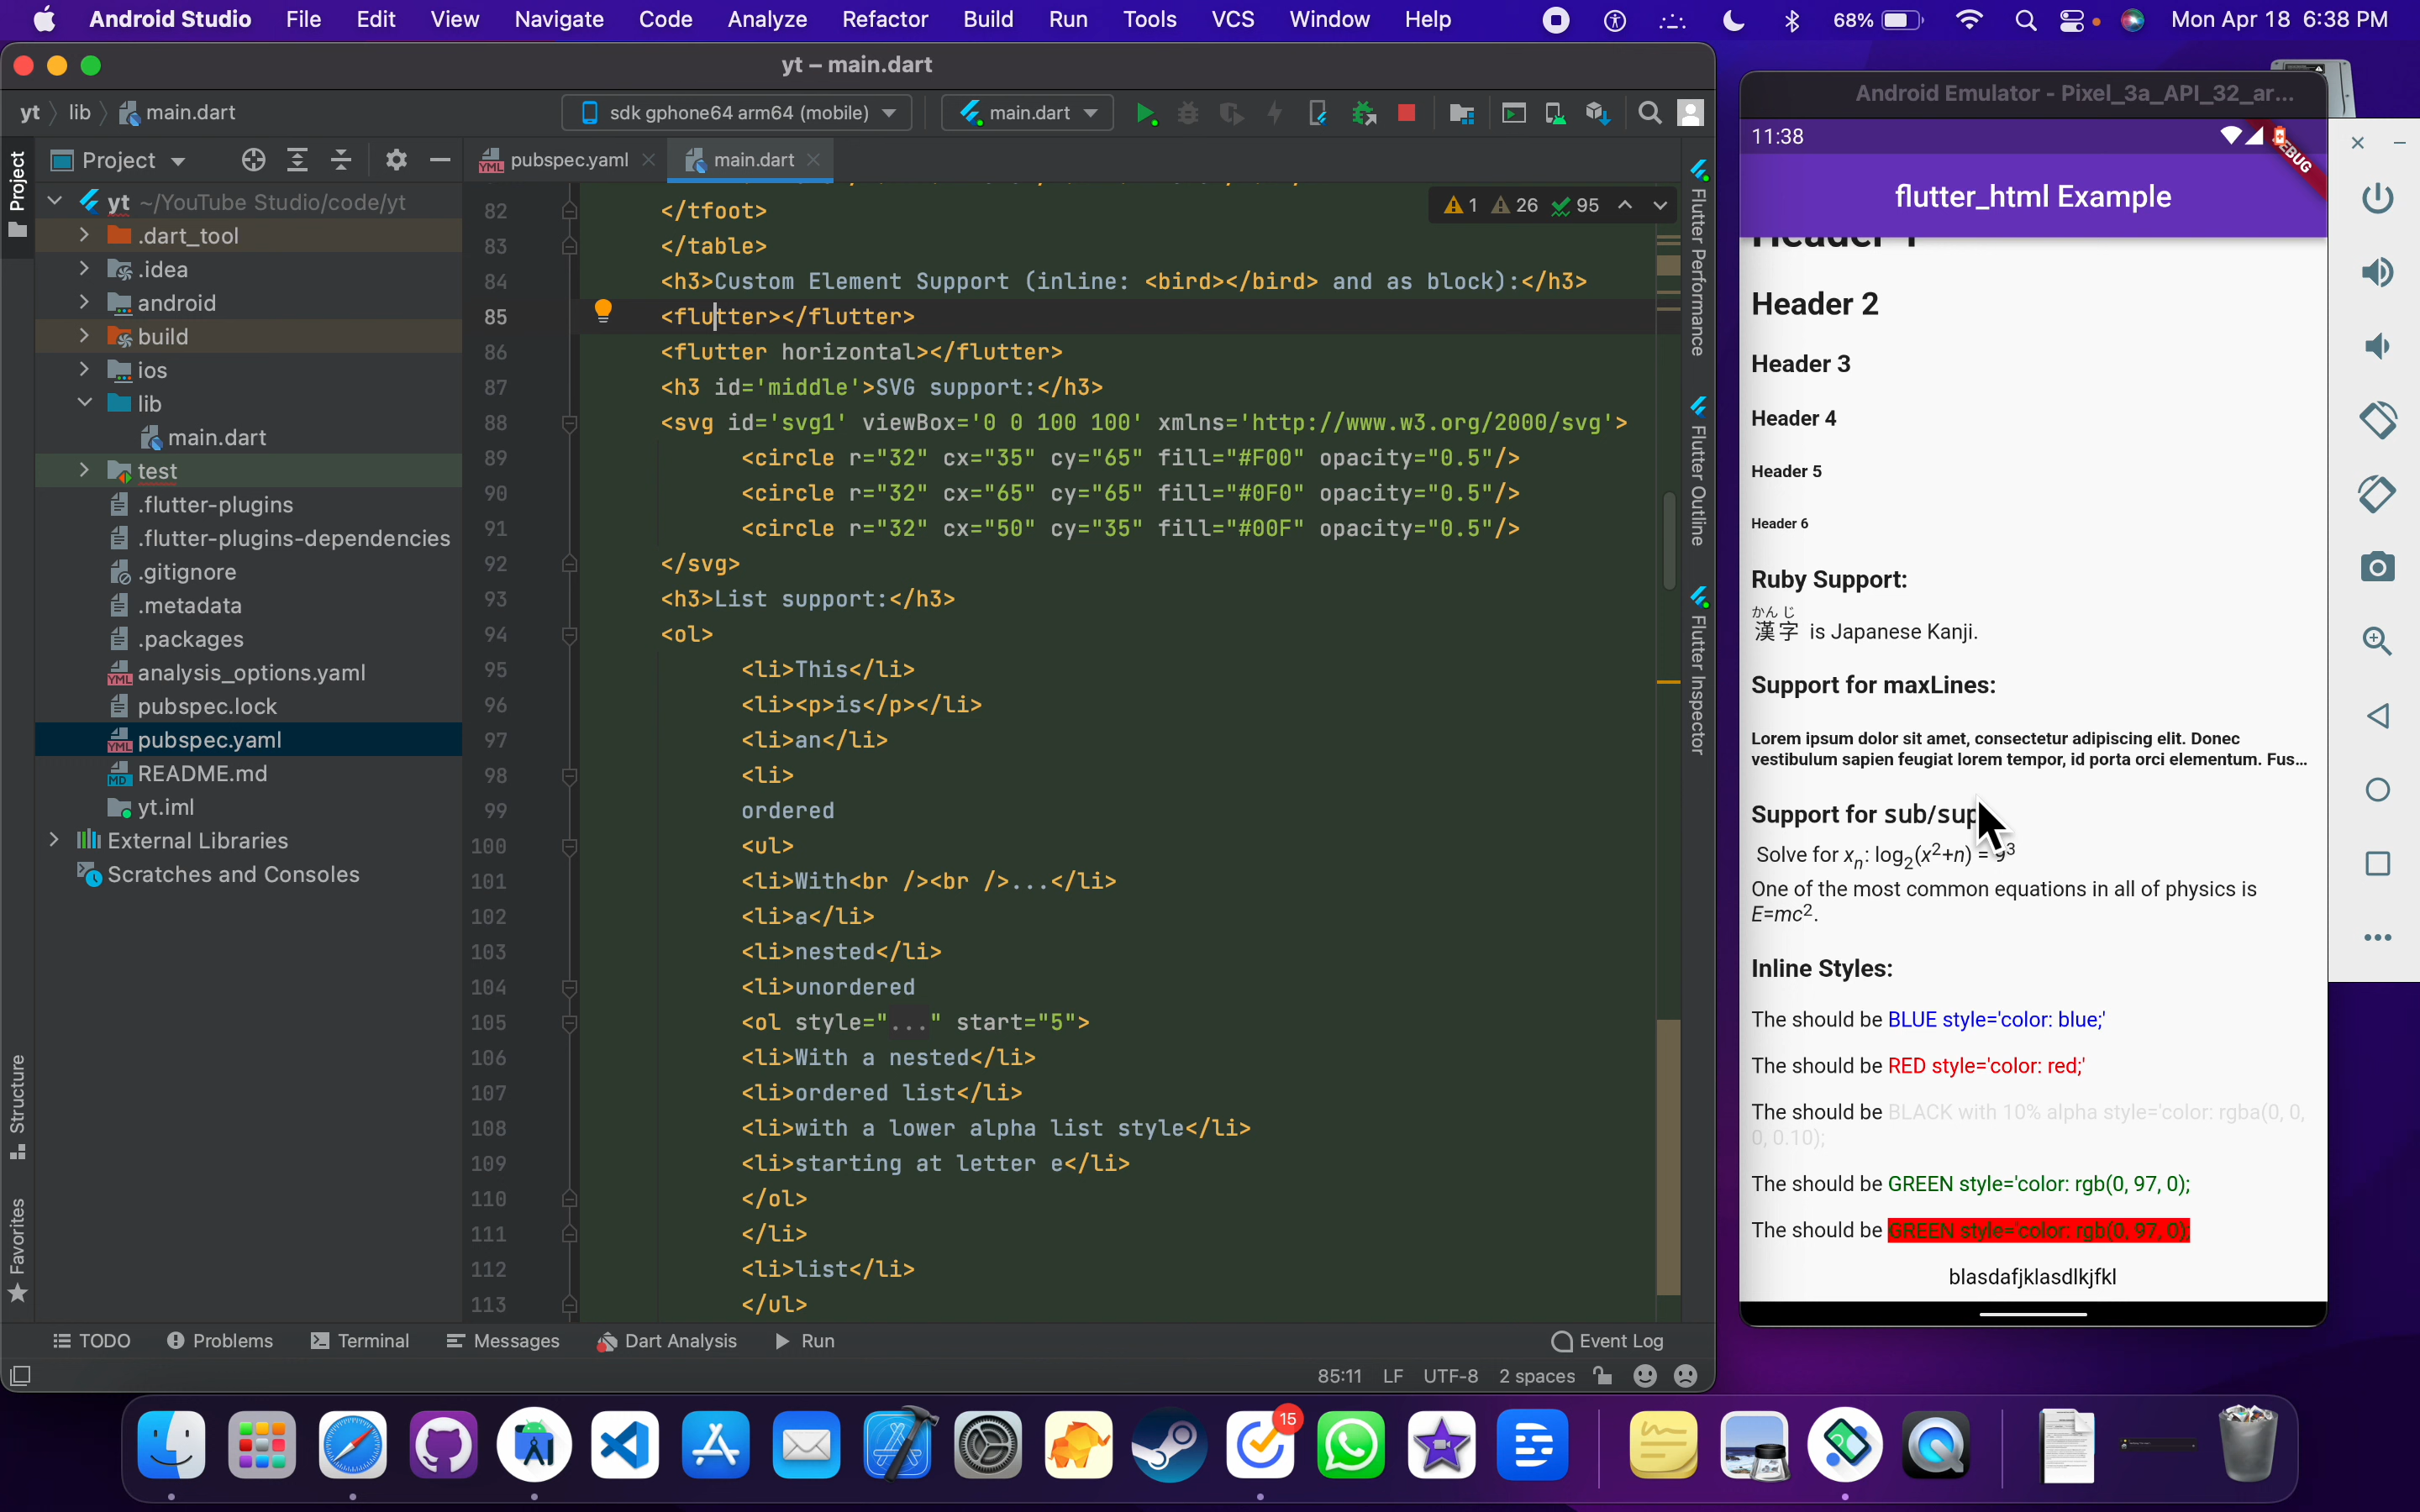 Android Studio File Edit View Navigate Code Analyze Refactor Build Run Tools VCS Window Help 68% Mon Apr 18 6:38 PM
yt – main.dart
yt lib main.dart sdk gphone64 arm64 (mobile) main.dart
Project
pubspec.yaml main.dart
Project
yt ~/YouTube Studio/code/yt
.dart_tool
.idea
android
build
ios
lib
main.dart
test
.flutter-plugins
.flutter-plugins-dependencies
.gitignore
.metadata
.packages
analysis_options.yaml
pubspec.lock
pubspec.yaml
README.md
yt.iml
External Libraries
Scratches and Consoles
Structure
Favorites
1 26 95
82 </tfoot>
83 </table>
84 <h3>Custom Element Support (inline: <bird></bird> and as block):</h3>
85 <flutter></flutter>
86 <flutter horizontal></flutter>
87 <h3 id='middle'>SVG support:</h3>
88 <svg id='svg1' viewBox='0 0 100 100' xmlns='http://www.w3.org/2000/svg'>
89 <circle r="32" cx="35" cy="65" fill="#F00" opacity="0.5"/>
90 <circle r="32" cx="65" cy="65" fill="#0F0" opacity="0.5"/>
91 <circle r="32" cx="50" cy="35" fill="#00F" opacity="0.5"/>
92 </svg>
93 <h3>List support:</h3>
94 <ol>
95 <li>This</li>
96 <li><p>is</p></li>
97 <li>an</li>
98 <li>
99 ordered
100 <ul>
101 <li>With<br /><br />...</li>
102 <li>a</li>
103 <li>nested</li>
104 <li>unordered
105 <ol style="..." start="5">
106 <li>With a nested</li>
107 <li>ordered list</li>
108 <li>with a lower alpha list style</li>
109 <li>starting at letter e</li>
110 </ol>
111 </li>
112 <li>list</li>
113 </ul>
Flutter Performance
Flutter Outline
Flutter Inspector
TODO Problems Terminal Messages Dart Analysis Run Event Log
85:11 LF UTF-8 2 spaces
Android Emulator - Pixel_3a_API_32_ar...
11:38
flutter_html Example
Header 1
Header 2
Header 3
Header 4
Header 5
Header 6
Ruby Support:
かんじ
漢字 is Japanese Kanji.
Support for maxLines:
Lorem ipsum dolor sit amet, consectetur adipiscing elit. Donec
vestibulum sapien feugiat lorem tempor, id porta orci elementum. Fus...
Support for sub/sup
Solve for xₙ: log₂(x²+n) = 9³
One of the most common equations in all of physics is
E=mc².
Inline Styles:
The should be BLUE style='color: blue;'
The should be RED style='color: red;'
The should be BLACK with 10% alpha style='color: rgba(0, 0,
0, 0.10);
The should be GREEN style='color: rgb(0, 97, 0);
The should be GREEN style='color: rgb(0, 97, 0);
blasdafjklasdlkjfkl
15